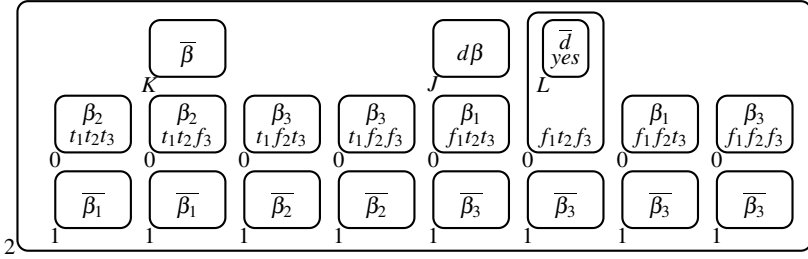 β̅ dβ d̅
yes
K J L
β₂ β₂ β₃ β₃ β₁ β₁ β₃
t₁t₂t₃ t₁t₂f₃ t₁f₂t₃ t₁f₂f₃ f₁t₂t₃ f₁t₂f₃ f₁f₂t₃ f₁f₂f₃
0 0 0 0 0 0 0 0
β̅₁ β̅₁ β̅₂ β̅₂ β̅₃ β̅₃ β̅₃ β̅₃
1 1 1 1 1 1 1 1
2